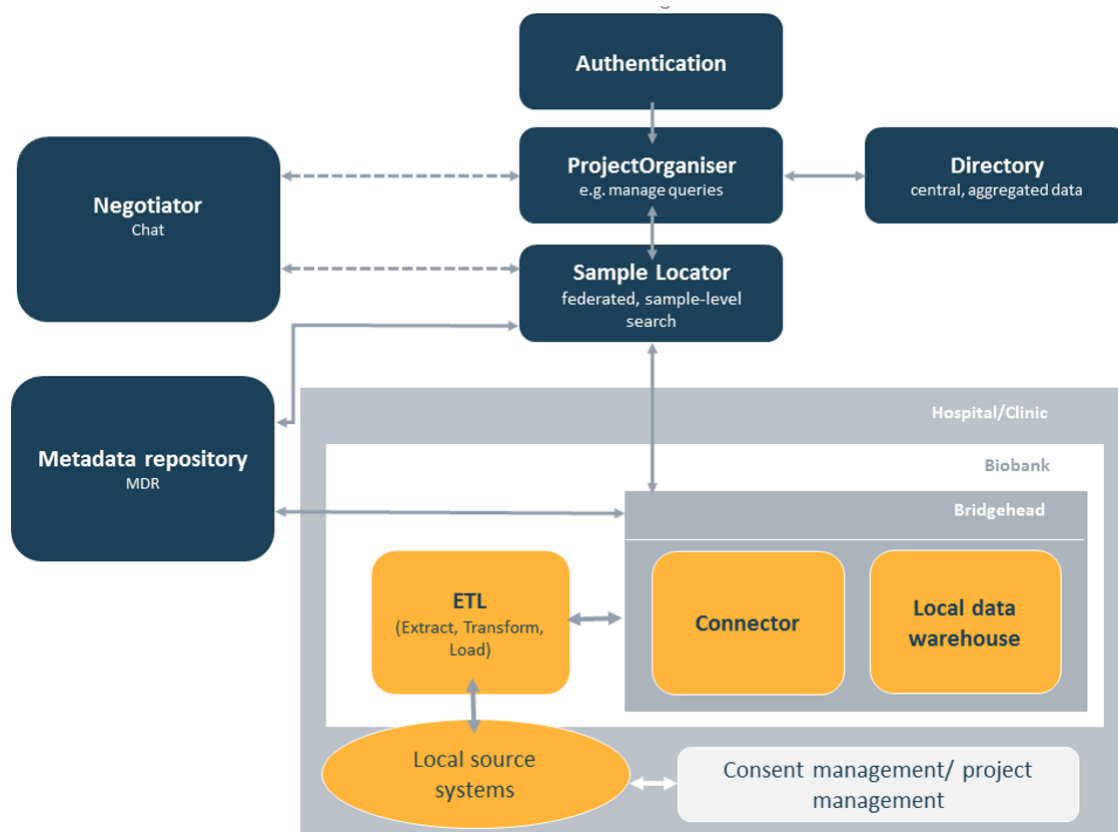 Authentication
ProjectOrganiser
e.g. manage queries
Directory
central, aggregated data
Negotiator
Chat
Sample Locator
federated, sample-level
search
Hospital/Clinic
Metadata repository
MDR
Biobank
Bridgehead
ETL
(Extract, Transform,
Load)
Connector
Local data
warehouse
Local source
systems
Consent management/ project
management